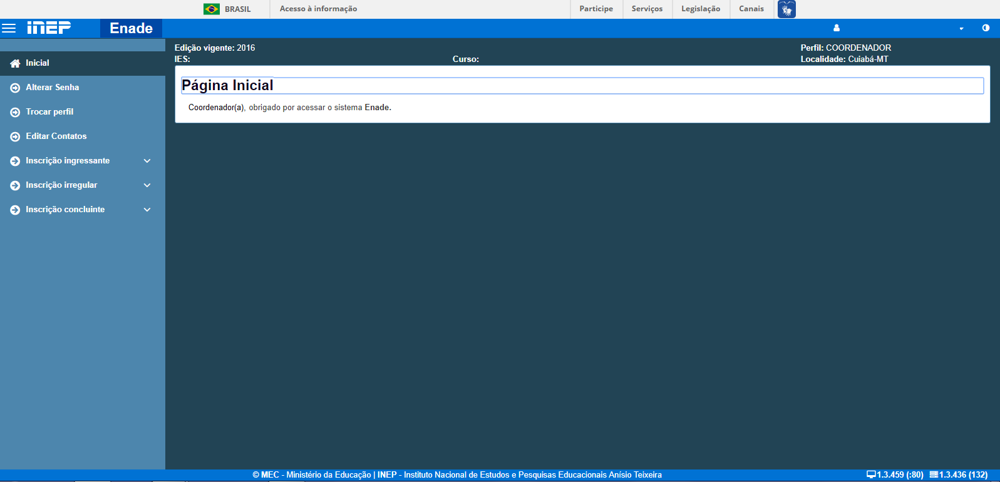 BRASIL Acesso à informação Participe Serviços Legislação Canais
inep Enade
Edição vigente: 2016 Perfil: COORDENADOR
IES: Curso: Localidade: Cuiabá-MT
Inicial
Alterar Senha
Trocar perfil
Editar Contatos
Inscrição ingressante
Inscrição irregular
Inscrição concluinte
Página Inicial
Coordenador(a), obrigado por acessar o sistema Enade.
© MEC - Ministério da Educação | INEP - Instituto Nacional de Estudos e Pesquisas Educacionais Anísio Teixeira 1.3.459 (:80) 1.3.436 (132)